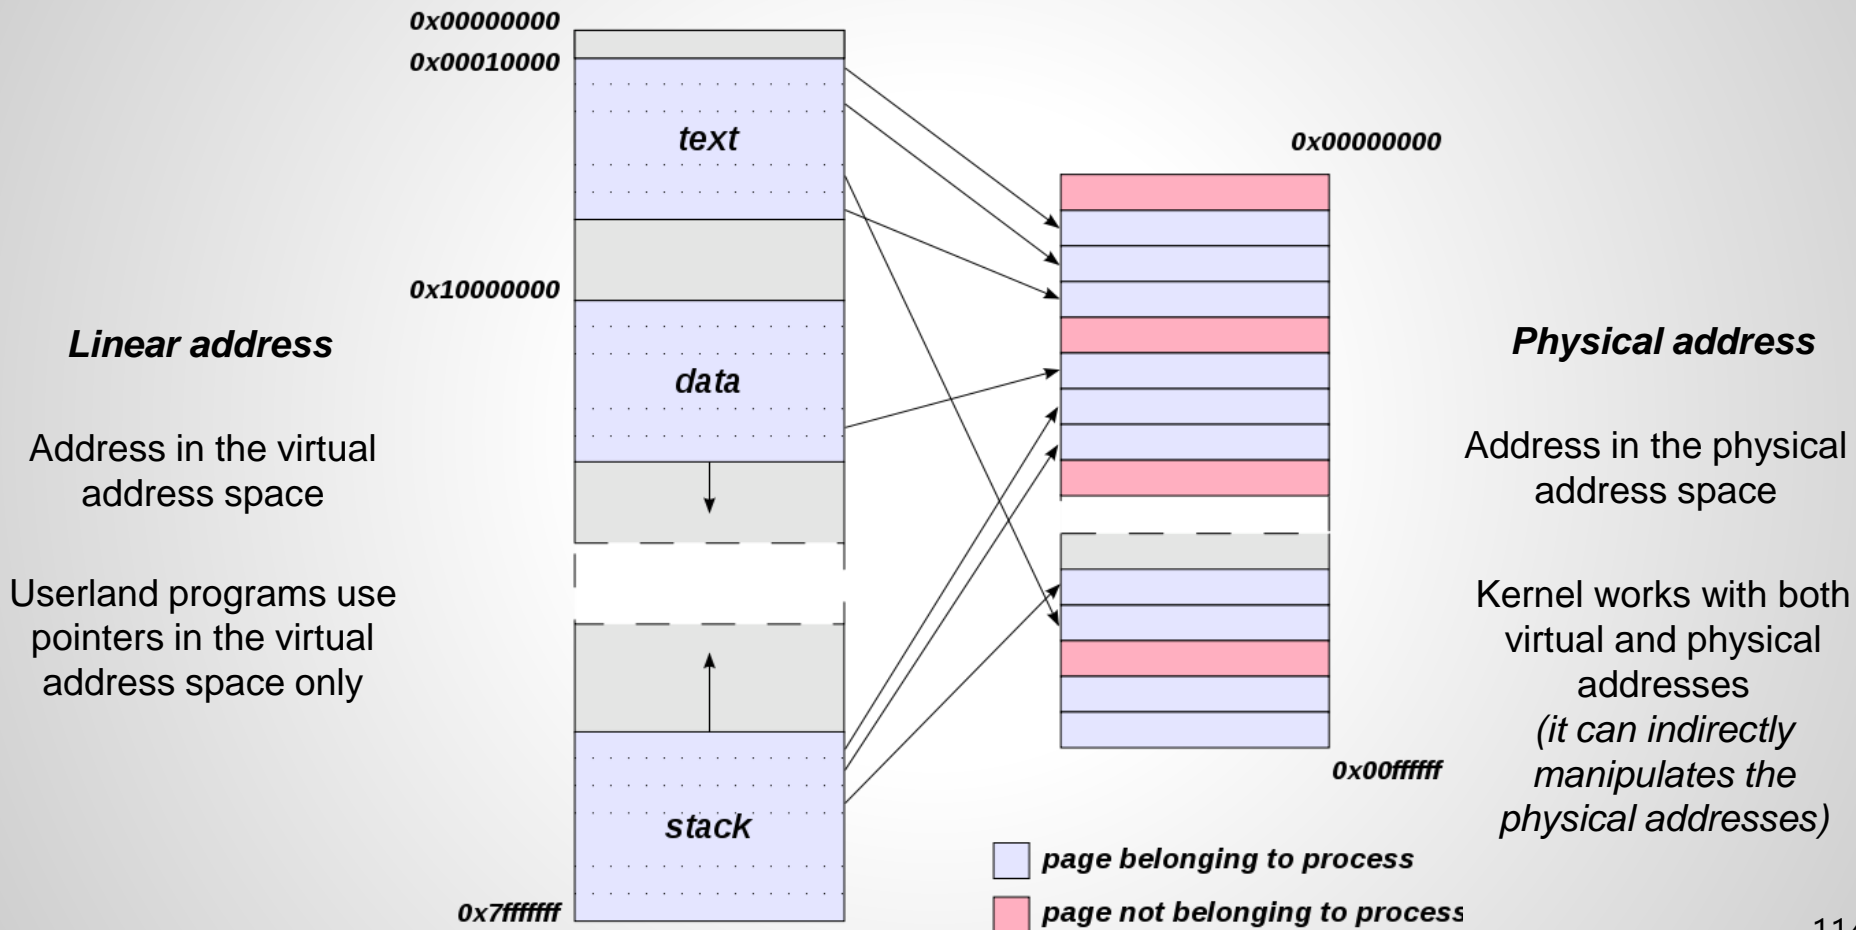 0x00000000
0x00010000
text
0x10000000
data
stack
0x7fffffff
Linear address
Address in the virtual
address space
Userland programs use
pointers in the virtual
address space only
0x00000000
0x00ffffff
Physical address
Address in the physical
address space
Kernel works with both
virtual and physical
addresses
(it can indirectly
manipulates the
physical addresses)
page belonging to process
page not belonging to process